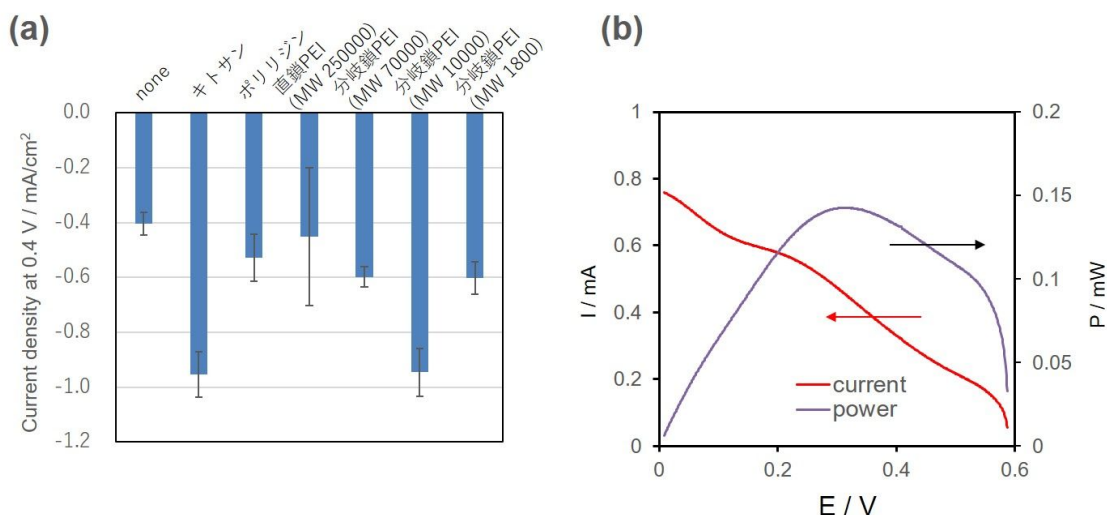 (a)
none
キトサン
ポリリジン
直鎖PEI
(MW 250000)
分岐鎖PEI
(MW 70000)
分岐鎖PEI
(MW 10000)
分岐鎖PEI
(MW 1800)
Current density at 0.4 V / mA/cm²
0.0
-0.2
-0.4
-0.6
-0.8
-1.0
-1.2
(b)
I / mA
1
0.8
0.6
0.4
0.2
0
0.2
0.15
0.1
0.05
0
P / mW
current
power
0
0.2
0.4
0.6
E / V